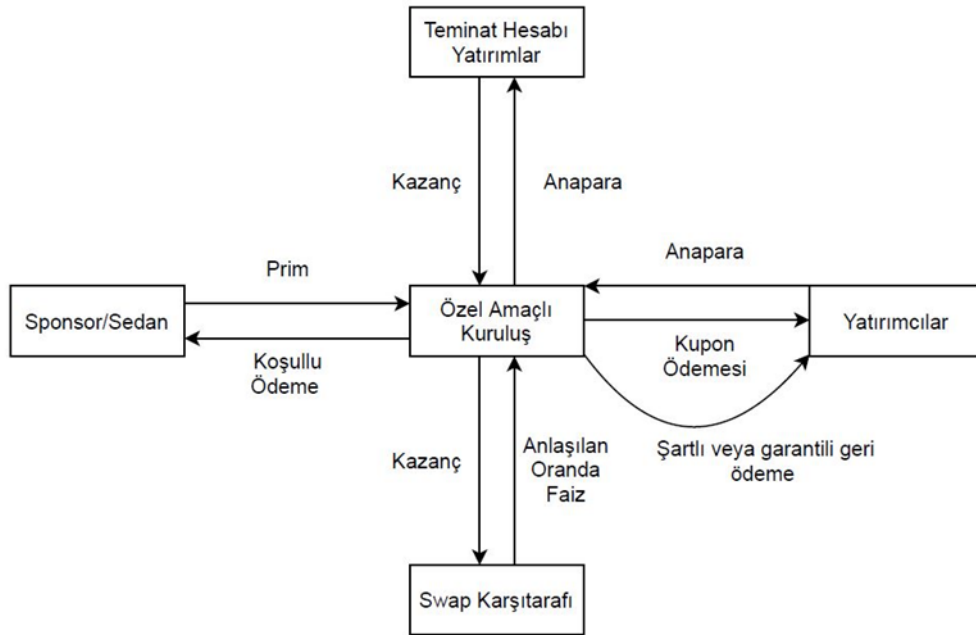 Teminat Hesabı
Yatırımlar
Kazanç
Anapara
Anapara
Prim
Sponsor/Sedan
Özel Amaçlı
Kuruluş
Yatırımcılar
Koşullu
Ödeme
Kupon
Ödemesi
Kazanç
Anlaşılan
Oranda
Faiz
Şartlı veya garantili geri
ödeme
Swap Karşıtarafı